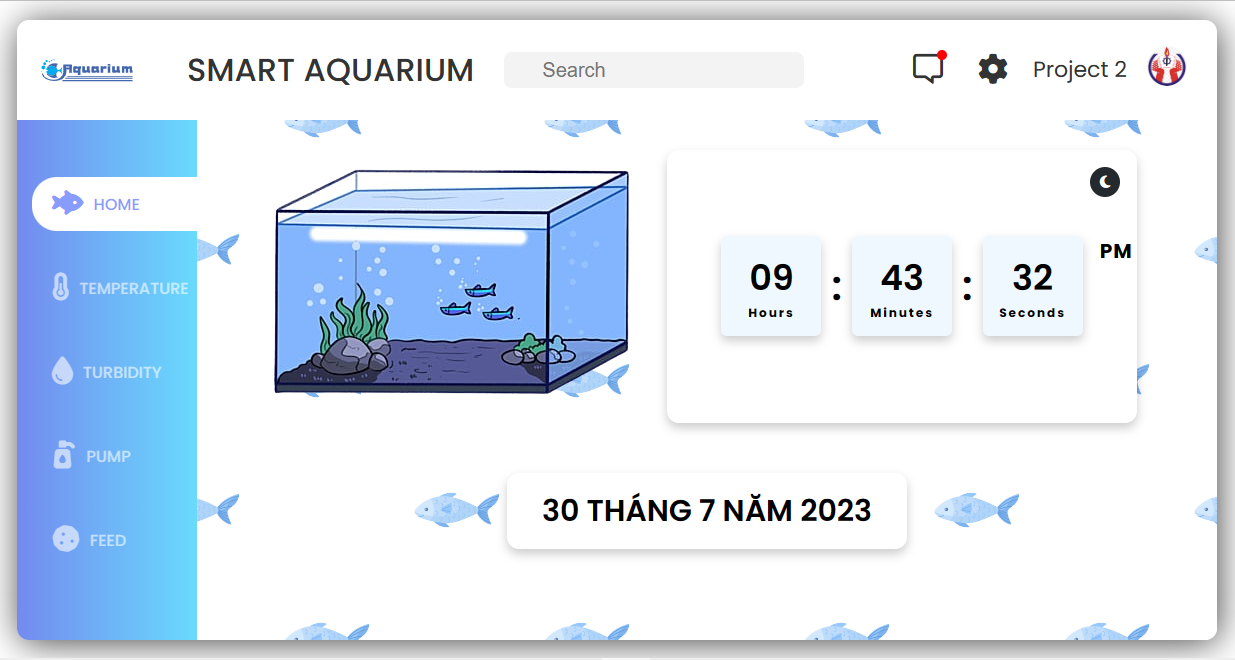 Aquarium
SMART AQUARIUM
Search
Project 2
HOME
TEMPERATURE
TURBIDITY
PUMP
FEED
09 : 43 : 32 PM
Hours Minutes Seconds
30 THÁNG 7 NĂM 2023